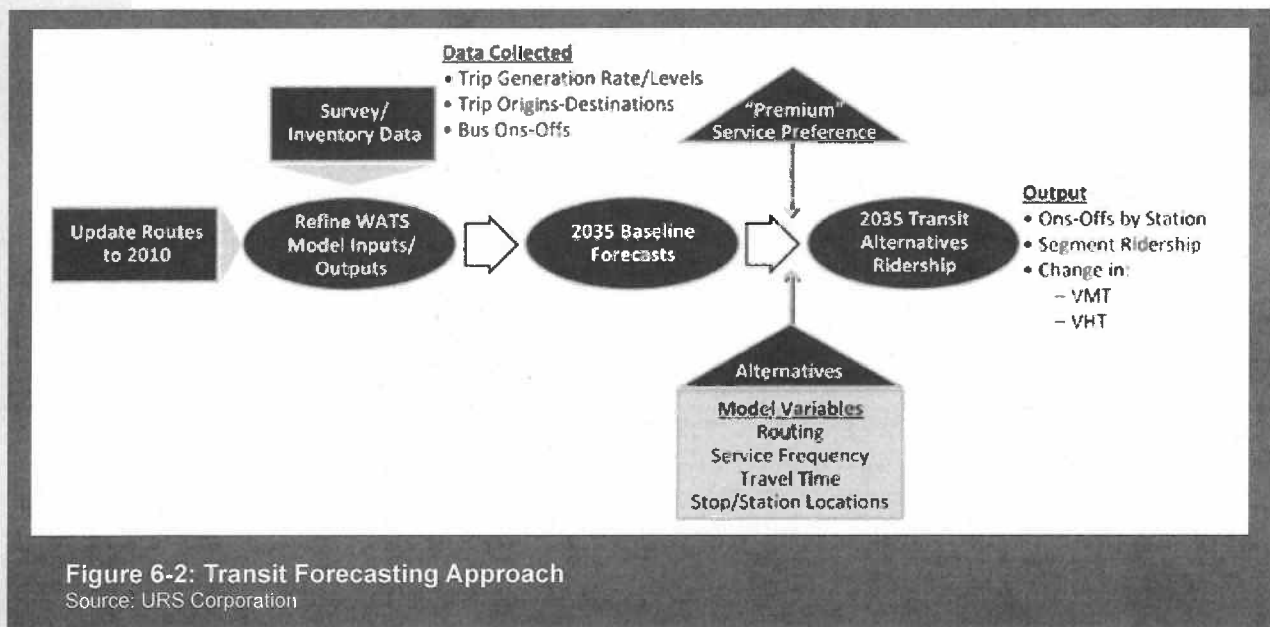 Data Collected
• Trip Generation Rate/Levels
• Trip Origins-Destinations
• Bus Ons-Offs
Survey/
Inventory Data
"Premium"
Service Preference
Update Routes
to 2010
Refine WATS
Model Inputs/
Outputs
2035 Baseline
Forecasts
2035 Transit
Alternatives
Ridership
Output
• Ons-Offs by Station
• Segment Ridership
• Change in:
– VMT
– VHT
Alternatives
Model Variables
Routing
Service Frequency
Travel Time
Stop/Station Locations
Figure 6-2: Transit Forecasting Approach
Source: URS Corporation